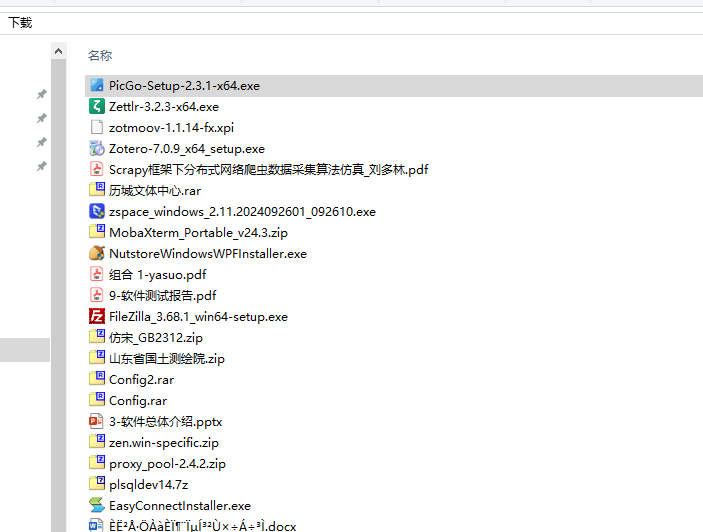 下载
名称
PicGo-Setup-2.3.1-x64.exe
Zettlr-3.2.3-x64.exe
zotmoov-1.1.14-fx.xpi
Zotero-7.0.9_x64_setup.exe
Scrapy框架下分布式网络爬虫数据采集算法仿真_刘多林.pdf
历城文体中心.rar
zspace_windows_2.11.2024092601_092610.exe
MobaXterm_Portable_v24.3.zip
NutstoreWindowsWPFInstaller.exe
组合 1-yasuo.pdf
9-软件测试报告.pdf
FileZilla_3.68.1_win64-setup.exe
仿宋_GB2312.zip
山东省国土测绘院.zip
Config2.rar
Config.rar
3-软件总体介绍.pptx
zen.win-specific.zip
proxy_pool-2.4.2.zip
plsqldev14.7z
EasyConnectInstaller.exe
ÈË²Å·ÖÀàÈÏ¶¨ÏµÍ³²Ù×÷Á÷³Ì.docx